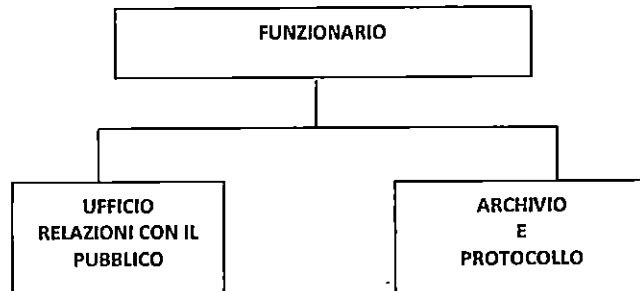 FUNZIONARIO
UFFICIO
RELAZIONI CON IL
PUBBLICO
ARCHIVIO
E
PROTOCOLLO